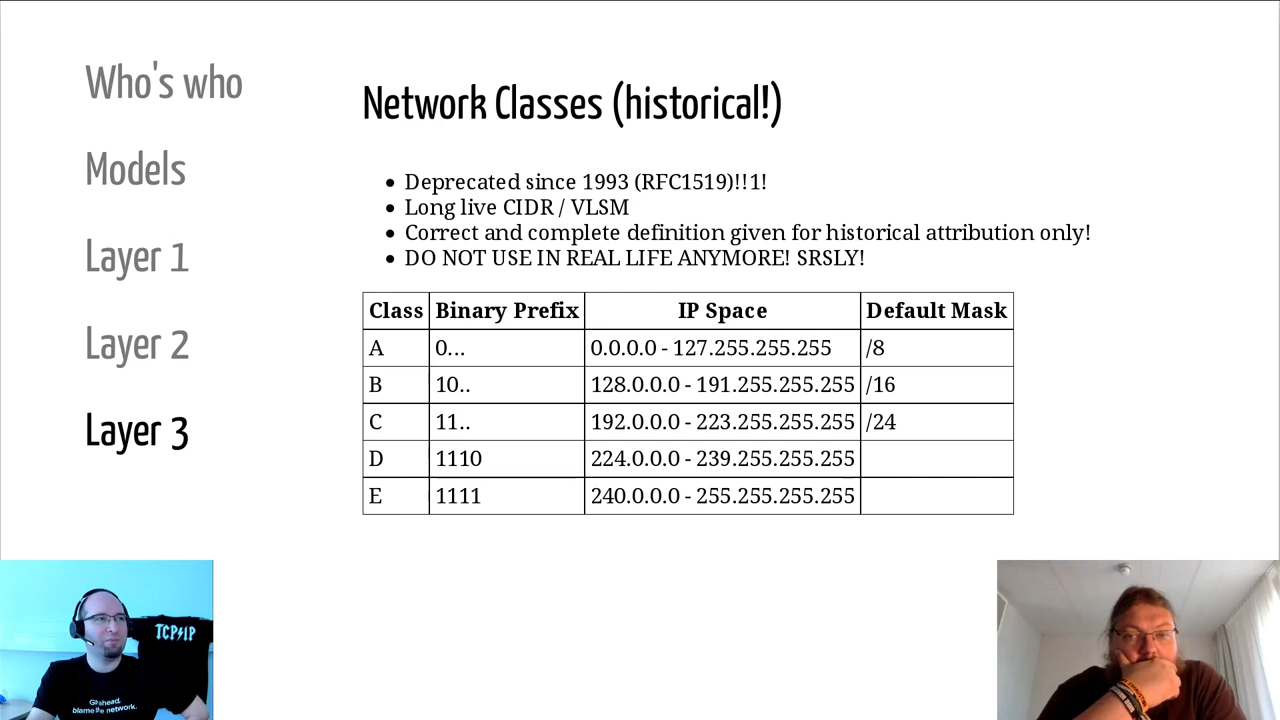 Who's who
Models
Layer 1
Layer 2
Layer 3
Network Classes (historical!)
• Deprecated since 1993 (RFC1519)!!1!
• Long live CIDR / VLSM
• Correct and complete definition given for historical attribution only!
• DO NOT USE IN REAL LIFE ANYMORE! SRSLY!
Class Binary Prefix IP Space Default Mask
A 0... 0.0.0.0 - 127.255.255.255 /8
B 10.. 128.0.0.0 - 191.255.255.255 /16
C 11.. 192.0.0.0 - 223.255.255.255 /24
D 1110 224.0.0.0 - 239.255.255.255
E 1111 240.0.0.0 - 255.255.255.255
TCP⚡IP
Go ahead,
blame the network.